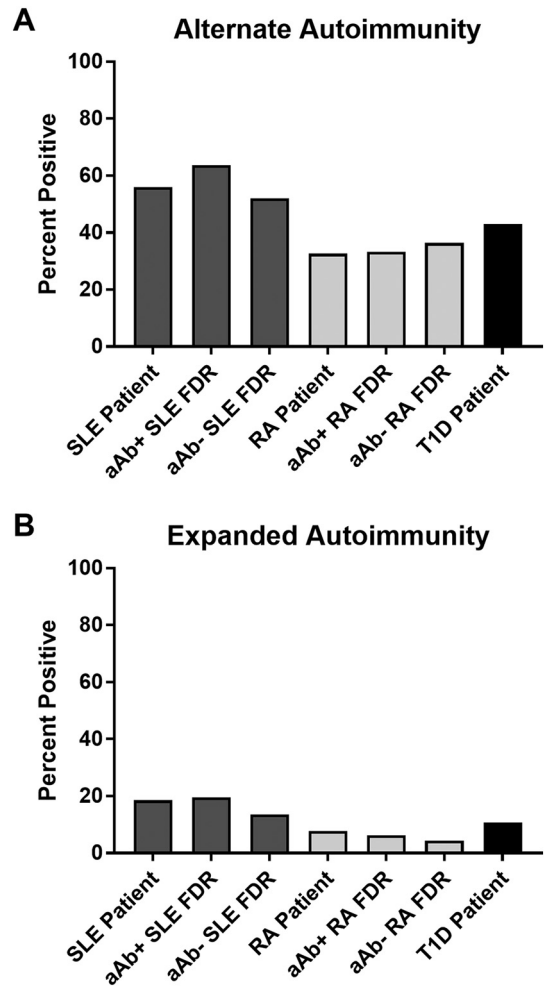 A
Alternate Autoimmunity
Percent Positive
100
80
60
40
20
0
SLE Patient
aAb+ SLE FDR
aAb- SLE FDR
RA Patient
aAb+ RA FDR
aAb- RA FDR
T1D Patient
B
Expanded Autoimmunity
Percent Positive
100
80
60
40
20
0
SLE Patient
aAb+ SLE FDR
aAb- SLE FDR
RA Patient
aAb+ RA FDR
aAb- RA FDR
T1D Patient